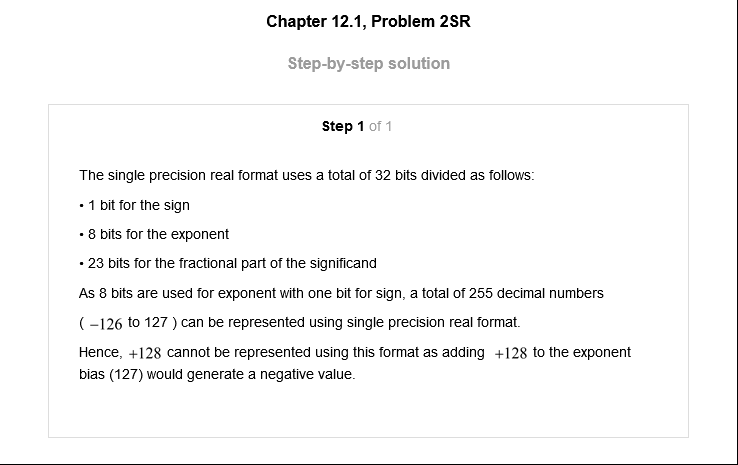 Chapter 12.1, Problem 2SR
Step-by-step solution
Step 1 of 1
The single precision real format uses a total of 32 bits divided as follows:
• 1 bit for the sign
• 8 bits for the exponent
• 23 bits for the fractional part of the significand
As 8 bits are used for exponent with one bit for sign, a total of 255 decimal numbers
( −126 to 127 ) can be represented using single precision real format.
Hence, +128 cannot be represented using this format as adding +128 to the exponent
bias (127) would generate a negative value.